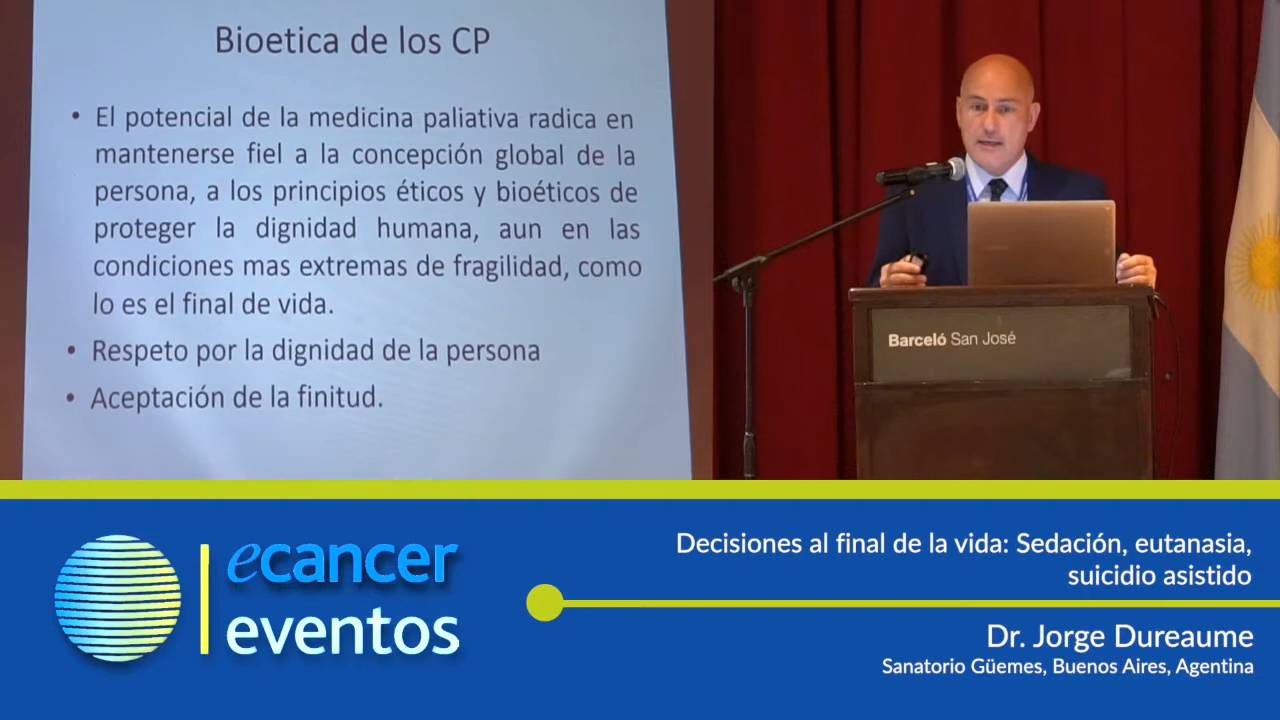 Bioetica de los CP
• El potencial de la medicina paliativa radica en
mantenerse fiel a la concepción global de la
persona, a los principios éticos y bioéticos de
proteger la dignidad humana, aun en las
condiciones mas extremas de fragilidad, como
lo es el final de vida.
• Respeto por la dignidad de la persona
• Aceptación de la finitud.
Barceló San José
ecancer
eventos
Decisiones al final de la vida: Sedación, eutanasia,
suicidio asistido
Dr. Jorge Dureaume
Sanatorio Güemes, Buenos Aires, Agentina